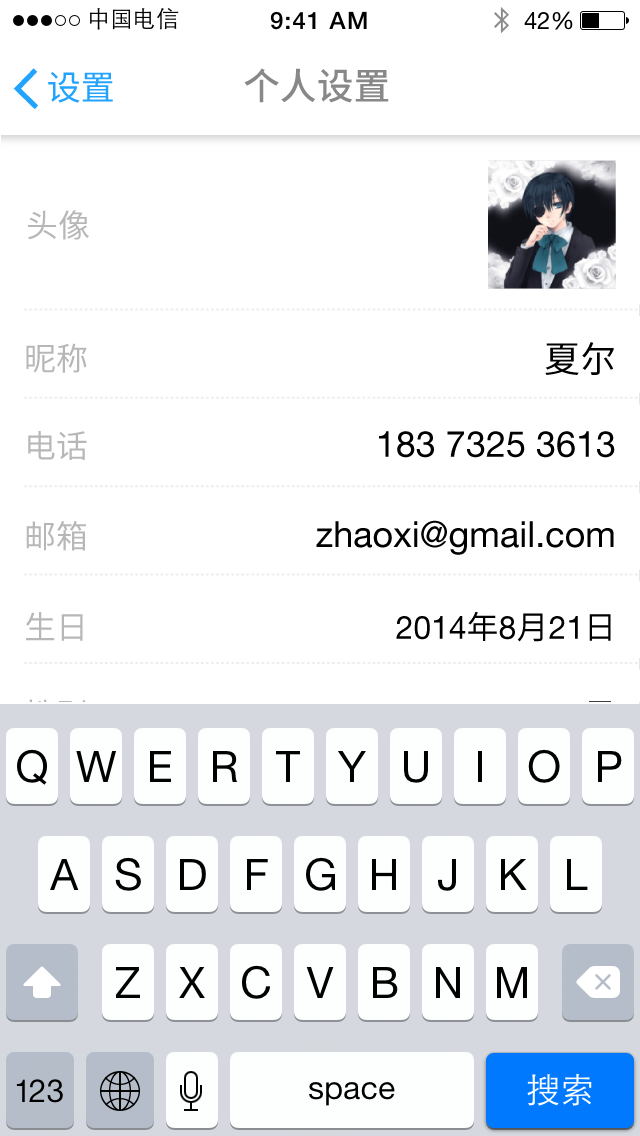 中国电信 9:41 AM 42%
设置 个人设置
头像
昵称 夏尔
电话 183 7325 3613
邮箱 zhaoxi@gmail.com
生日 2014年8月21日
Q W E R T Y U I O P
A S D F G H J K L
Z X C V B N M
123 space 搜索